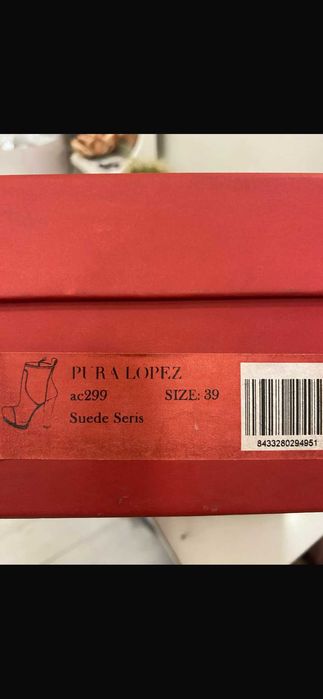 PURA LOPEZ
ac299 SIZE: 39
Suede Seris
8433280294951